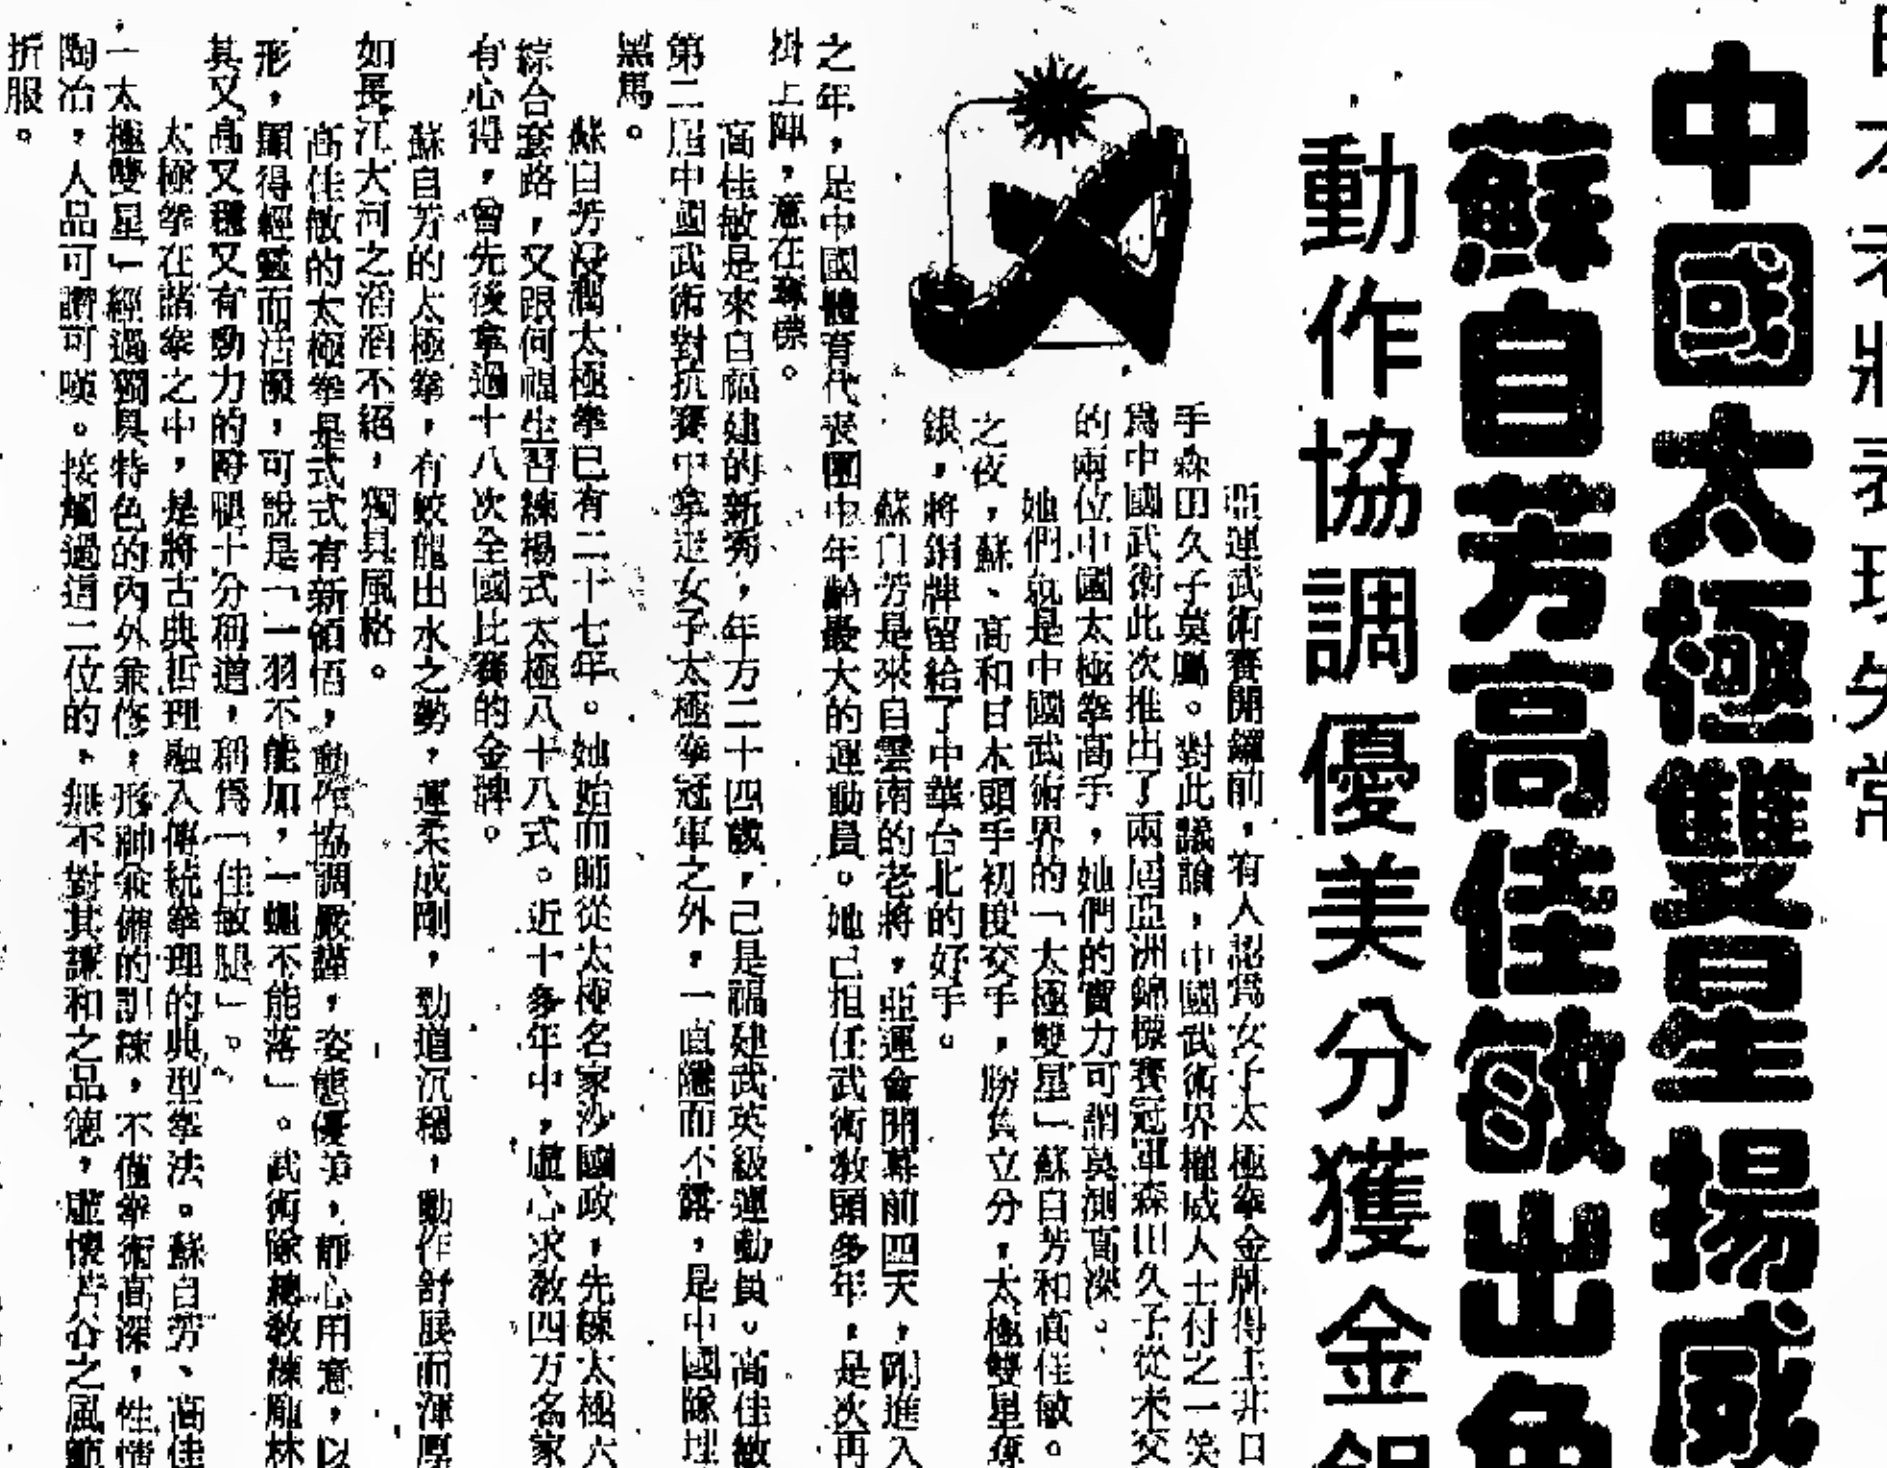 中國太極雙星揚威
蘇自芳高佳敏出色
動作協調優美分獲金銀
亞運武術賽開鑼前，有人認爲女子太極拳金牌得主非日
手森田久子莫屬。對此議論，中國武術界權威人士付之一笑
爲中國武術此次推出了兩屆亞洲錦標賽冠軍森田久子從未交
的兩位中國太極拳高手，她們的實力可謂莫測高深。
她們就是中國武術界的「太極雙星」蘇自芳和高佳敏。
之夜，蘇、高和日本頭手初度交手，勝負立分，太極雙星奪
銀，將銅牌留給了中華台北的好手。
蘇自芳是來自雲南的老將，亞運會開幕前四天，剛進入
之年，是中國體育代表團中年齡最大的運動員。她已担任武術敎頭多年，是次再
掛上陣，意在奪標。
高佳敏是來自福建的新秀，年方二十四歲，己是福建武英級運動員。高佳敏
第二屆中國武術對抗賽中拿走女子太極拳冠軍之外，一直隱而不露，是中國隊埋
黑馬。
蘇自芳浸潤太極拳已有二十七年。她始而師從太極名家沙國政，先練太極六
綜合套路，又跟何福生習練楊式太極八十八式。近十多年中，虛心求敎四方名家
有心得，曾先後拿過十八次全國比賽的金牌。
蘇自芳的太極拳，有蛟龍出水之勢，運柔成剛，勁道沉穩，動作舒展而渾厚
如長江大河之滔滔不絕，獨具風格。
高佳敏的太極拳是式式有新領悟，動作協調嚴謹，姿態優美，靜心用意，以
形，顯得輕靈而活潑，可說是「一羽不能加，一蠅不能落」。武術隊總敎練龐林
其又高又穩又有勁力的蹬腿十分稱道，稱爲「佳敏腿」。
太極拳在諸拳之中，是將古典哲理融入傳統拳理的典型拳法。蘇自芳、高佳
「太極雙星」經過獨具特色的內外兼修，形神兼備的訓練，不僅拳術高深，性情
陶冶，人品可讚可嘆。接觸過這二位的，無不對其謙和之品德，虛懷若谷之風範
折服。